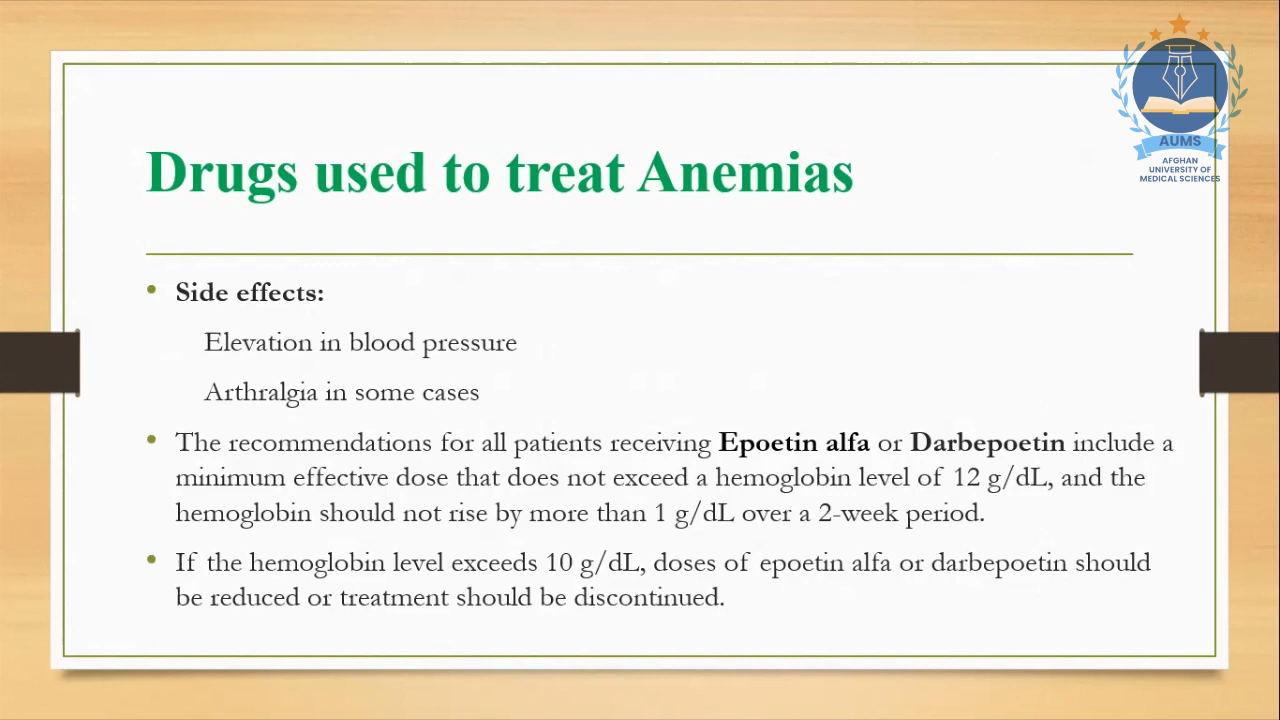 AUMS
AFGHAN
UNIVERSITY OF
MEDICAL SCIENCES
Drugs used to treat Anemias
• Side effects:
Elevation in blood pressure
Arthralgia in some cases
• The recommendations for all patients receiving Epoetin alfa or Darbepoetin include a
minimum effective dose that does not exceed a hemoglobin level of 12 g/dL, and the
hemoglobin should not rise by more than 1 g/dL over a 2-week period.
• If the hemoglobin level exceeds 10 g/dL, doses of epoetin alfa or darbepoetin should
be reduced or treatment should be discontinued.